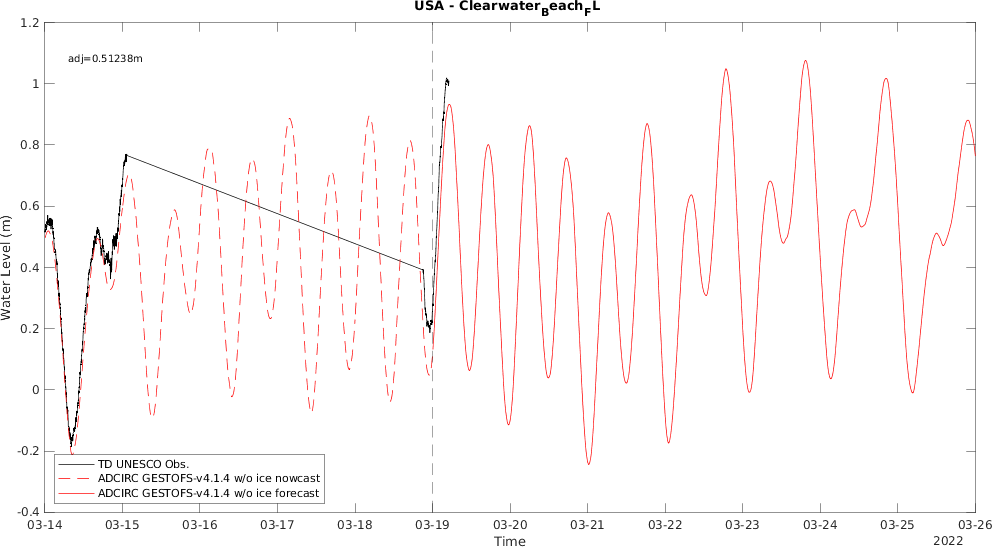 USA - ClearwaterBeachFL
adj=0.51238m
Water Level (m)
1.2
1
0.8
0.6
0.4
0.2
0
-0.2
-0.4
TD UNESCO Obs.
ADCIRC GESTOFS-v4.1.4 w/o ice nowcast
ADCIRC GESTOFS-v4.1.4 w/o ice forecast
03-14 03-15 03-16 03-17 03-18 03-19 03-20 03-21 03-22 03-23 03-24 03-25 03-26
Time
2022